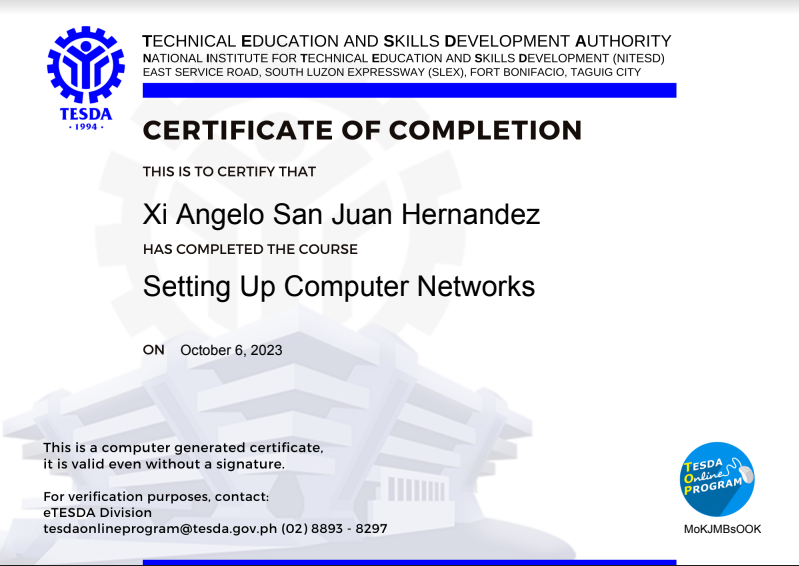 TESDA
· 1994 ·
TECHNICAL EDUCATION AND SKILLS DEVELOPMENT AUTHORITY
NATIONAL INSTITUTE FOR TECHNICAL EDUCATION AND SKILLS DEVELOPMENT (NITESD)
EAST SERVICE ROAD, SOUTH LUZON EXPRESSWAY (SLEX), FORT BONIFACIO, TAGUIG CITY
CERTIFICATE OF COMPLETION
THIS IS TO CERTIFY THAT
Xi Angelo San Juan Hernandez
HAS COMPLETED THE COURSE
Setting Up Computer Networks
ON October 6, 2023
This is a computer generated certificate,
it is valid even without a signature.
For verification purposes, contact:
eTESDA Division
tesdaonlineprogram@tesda.gov.ph (02) 8893 - 8297
TESDA
Online
PROGRAM
MoKJMBsOOK